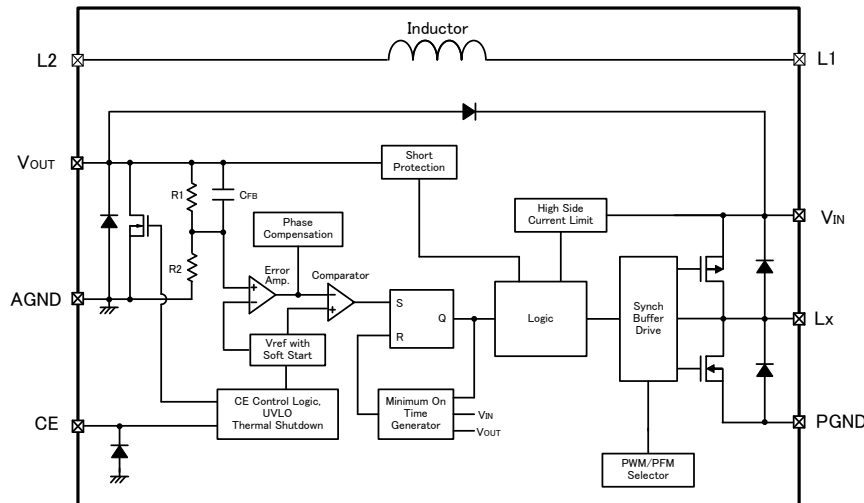 Inductor
L2
L1
VOUT
Short
Protection
R1
CFB
Phase
Compensation
High Side
Current Limit
VIN
R2
Error
Amp.
Comparator
AGND
S
Q
R
Logic
Synch
Buffer
Drive
Lx
Vref with
Soft Start
CE Control Logic,
UVLO
Thermal Shutdown
Minimum On
Time
Generator
VIN
VOUT
CE
PGND
PWM/PFM
Selector